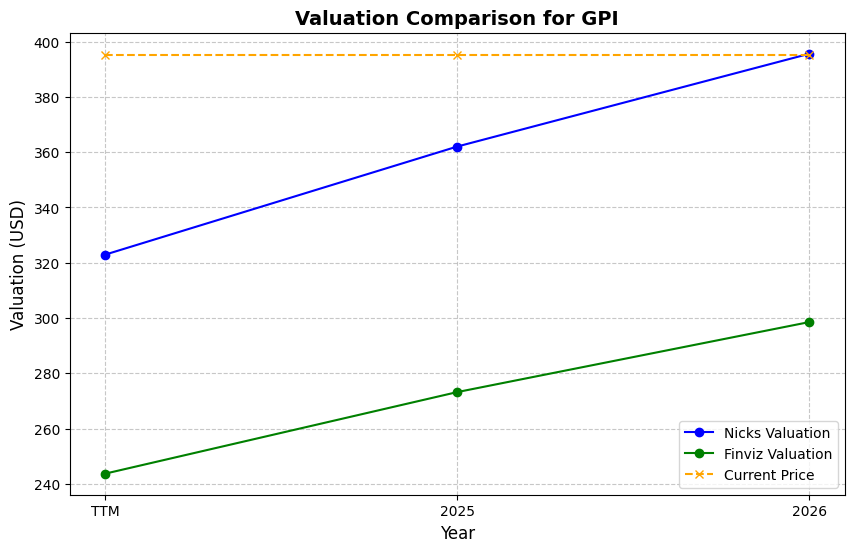 Valuation Comparison for GPI
Valuation (USD)
400
380
360
340
320
300
280
260
240
TTM
2025
2026
Year
Nicks Valuation
Finviz Valuation
Current Price